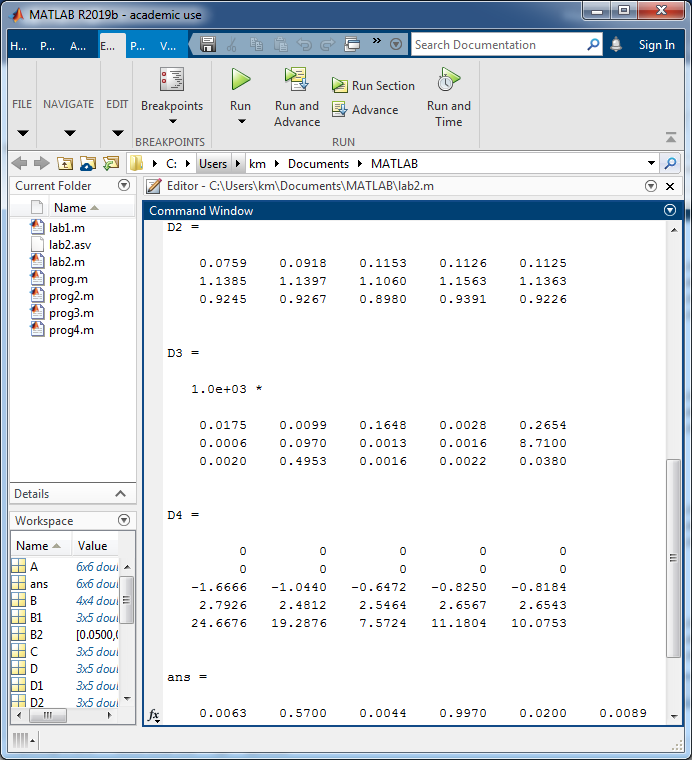 MATLAB R2019b - academic use
H... P... A... E... P... V... » Search Documentation Sign In
FILE NAVIGATE EDIT Breakpoints Run Run and Advance Run Section Advance Run and Time
BREAKPOINTS RUN
C: Users km Documents MATLAB
Current Folder
Name
lab1.m
lab2.asv
lab2.m
prog.m
prog2.m
prog3.m
prog4.m
Details
Workspace
Name Value
A 6x6 doul
ans 6x6 doul
B 4x4 doul
B1 3x5 doul
B2 [0.0500,0
C 3x5 doul
D 3x5 doul
D1 3x5 doul
D2 3x5 doul
Editor - C:\Users\km\Documents\MATLAB\lab2.m
Command Window
D2 =
0.0759 0.0918 0.1153 0.1126 0.1125
1.1385 1.1397 1.1060 1.1563 1.1363
0.9245 0.9267 0.8980 0.9391 0.9226
D3 =
1.0e+03 *
0.0175 0.0099 0.1648 0.0028 0.2654
0.0006 0.0970 0.0013 0.0016 8.7100
0.0020 0.4953 0.0016 0.0022 0.0380
D4 =
0 0 0 0 0
0 0 0 0 0
-1.6666 -1.0440 -0.6472 -0.8250 -0.8184
2.7926 2.4812 2.5464 2.6567 2.6543
24.6676 19.2876 7.5724 11.1804 10.0753
ans =
fx 0.0063 0.5700 0.0044 0.9970 0.0200 0.0089